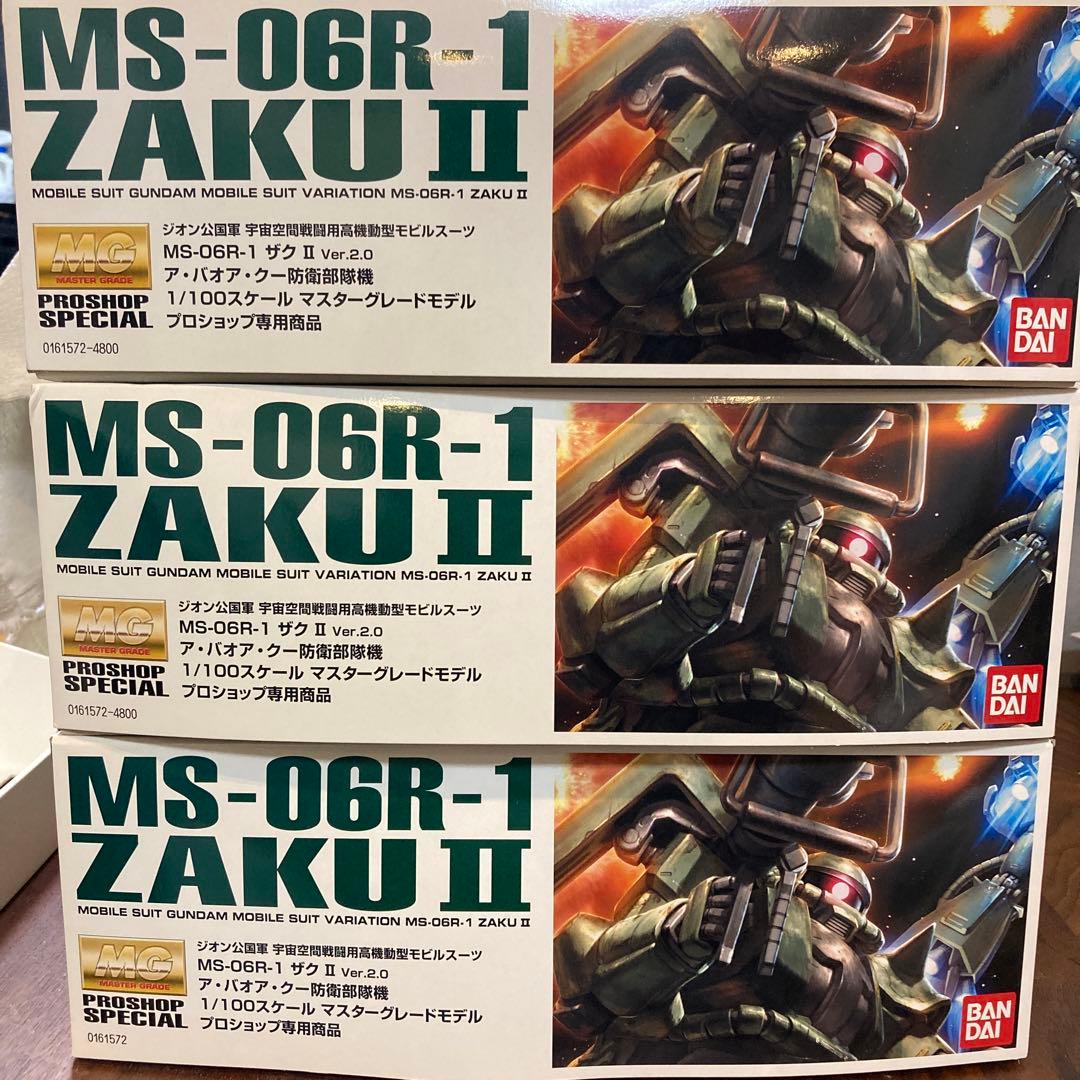 MS-06R-1
ZAKU II
MOBILE SUIT GUNDAM MOBILE SUIT VARIATION MS-06R-1 ZAKU II
MG
MASTER GRADE
PROSHOP
SPECIAL
0161572-4800
ジオン公国軍 宇宙空間戦闘用高機動型モビルスーツ
MS-06R-1 ザク II Ver.2.0
ア・バオア・クー防衛部隊機
1/100スケール マスターグレードモデル
プロショップ専用商品
BAN
DAI
MS-06R-1
ZAKU II
MOBILE SUIT GUNDAM MOBILE SUIT VARIATION MS-06R-1 ZAKU II
MG
MASTER GRADE
PROSHOP
SPECIAL
0161572-4800
ジオン公国軍 宇宙空間戦闘用高機動型モビルスーツ
MS-06R-1 ザク II Ver.2.0
ア・バオア・クー防衛部隊機
1/100スケール マスターグレードモデル
プロショップ専用商品
BAN
DAI
MS-06R-1
ZAKU II
MOBILE SUIT GUNDAM MOBILE SUIT VARIATION MS-06R-1 ZAKU II
MG
MASTER GRADE
PROSHOP
SPECIAL
0161572
ジオン公国軍 宇宙空間戦闘用高機動型モビルスーツ
MS-06R-1 ザク II Ver.2.0
ア・バオア・クー防衛部隊機
1/100スケール マスターグレードモデル
プロショップ専用商品
BAN
DAI